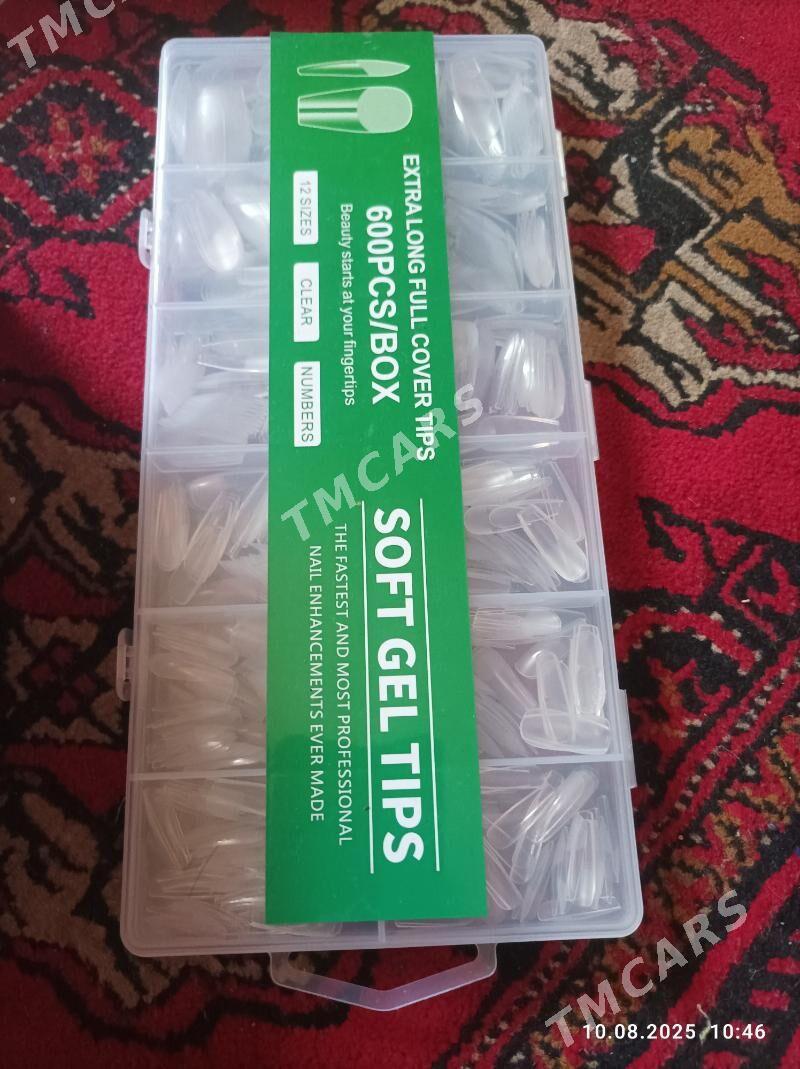 EXTRA LONG FULL COVER TIPS
600PCS/BOX
Beauty starts at your fingertips
12 SIZES
CLEAR
NUMBERS
SOFT GEL TIPS
THE FASTEST AND MOST PROFESSIONAL
NAIL ENHANCEMENTS EVER MADE
TMCARS
TMCARS
TMCARS
10.08.2025 10:46